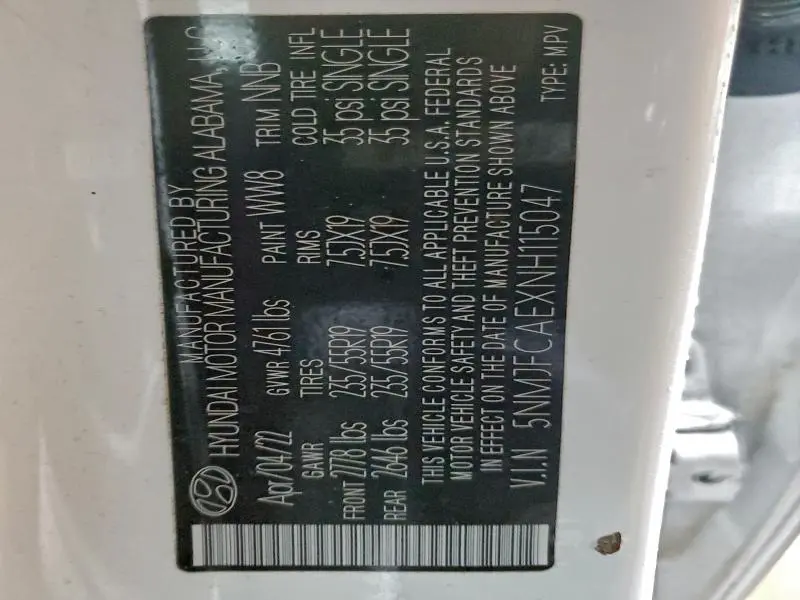 MANUFACTURED BY
HYUNDAI MOTOR MANUFACTURING ALABAMA, LLC
Apr/04/22 GVWR 4761 lbs PAINT WW8 TRIM NNB
GAWR TIRES RMS COLD TIRE INFL
FRONT 2778 lbs 235/55R19 7.5JX19 35 psi SINGLE
REAR 2646 lbs 235/55R19 7.5JX19 35 psi SINGLE
THIS VEHICLE CONFORMS TO ALL APPLICABLE U.S.A. FEDERAL
MOTOR VEHICLE SAFETY AND THEFT PREVENTION STANDARDS
IN EFFECT ON THE DATE OF MANUFACTURE SHOWN ABOVE
V.I.N 5NMJFCAEXNH115047 TYPE: MPV